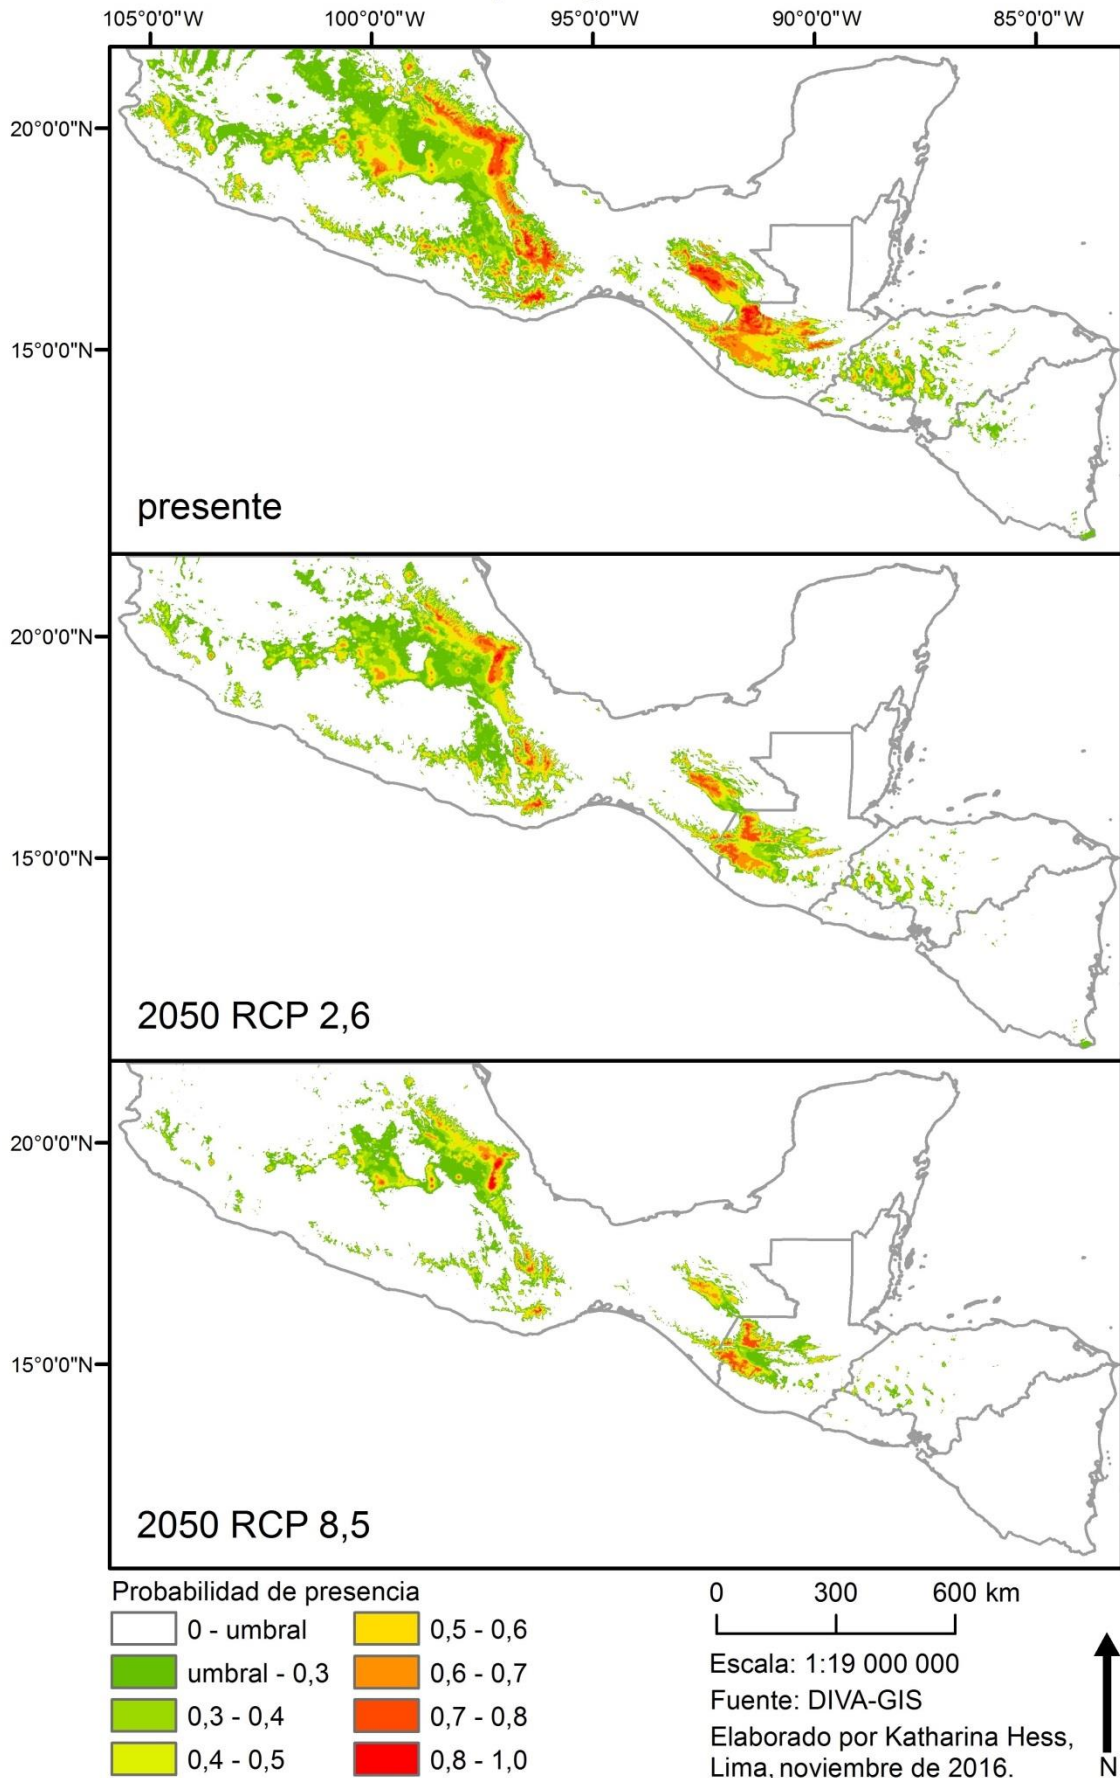 105°0'0"W 100°0'0"W 95°0'0"W 90°0'0"W 85°0'0"W
20°0'0"N
15°0'0"N
presente
20°0'0"N
15°0'0"N
2050 RCP 2,6
20°0'0"N
15°0'0"N
2050 RCP 8,5
Probabilidad de presencia
0 - umbral
umbral - 0,3
0,3 - 0,4
0,4 - 0,5
0,5 - 0,6
0,6 - 0,7
0,7 - 0,8
0,8 - 1,0
0 300 600 km
Escala: 1:19 000 000
Fuente: DIVA-GIS
Elaborado por Katharina Hess,
Lima, noviembre de 2016.
N